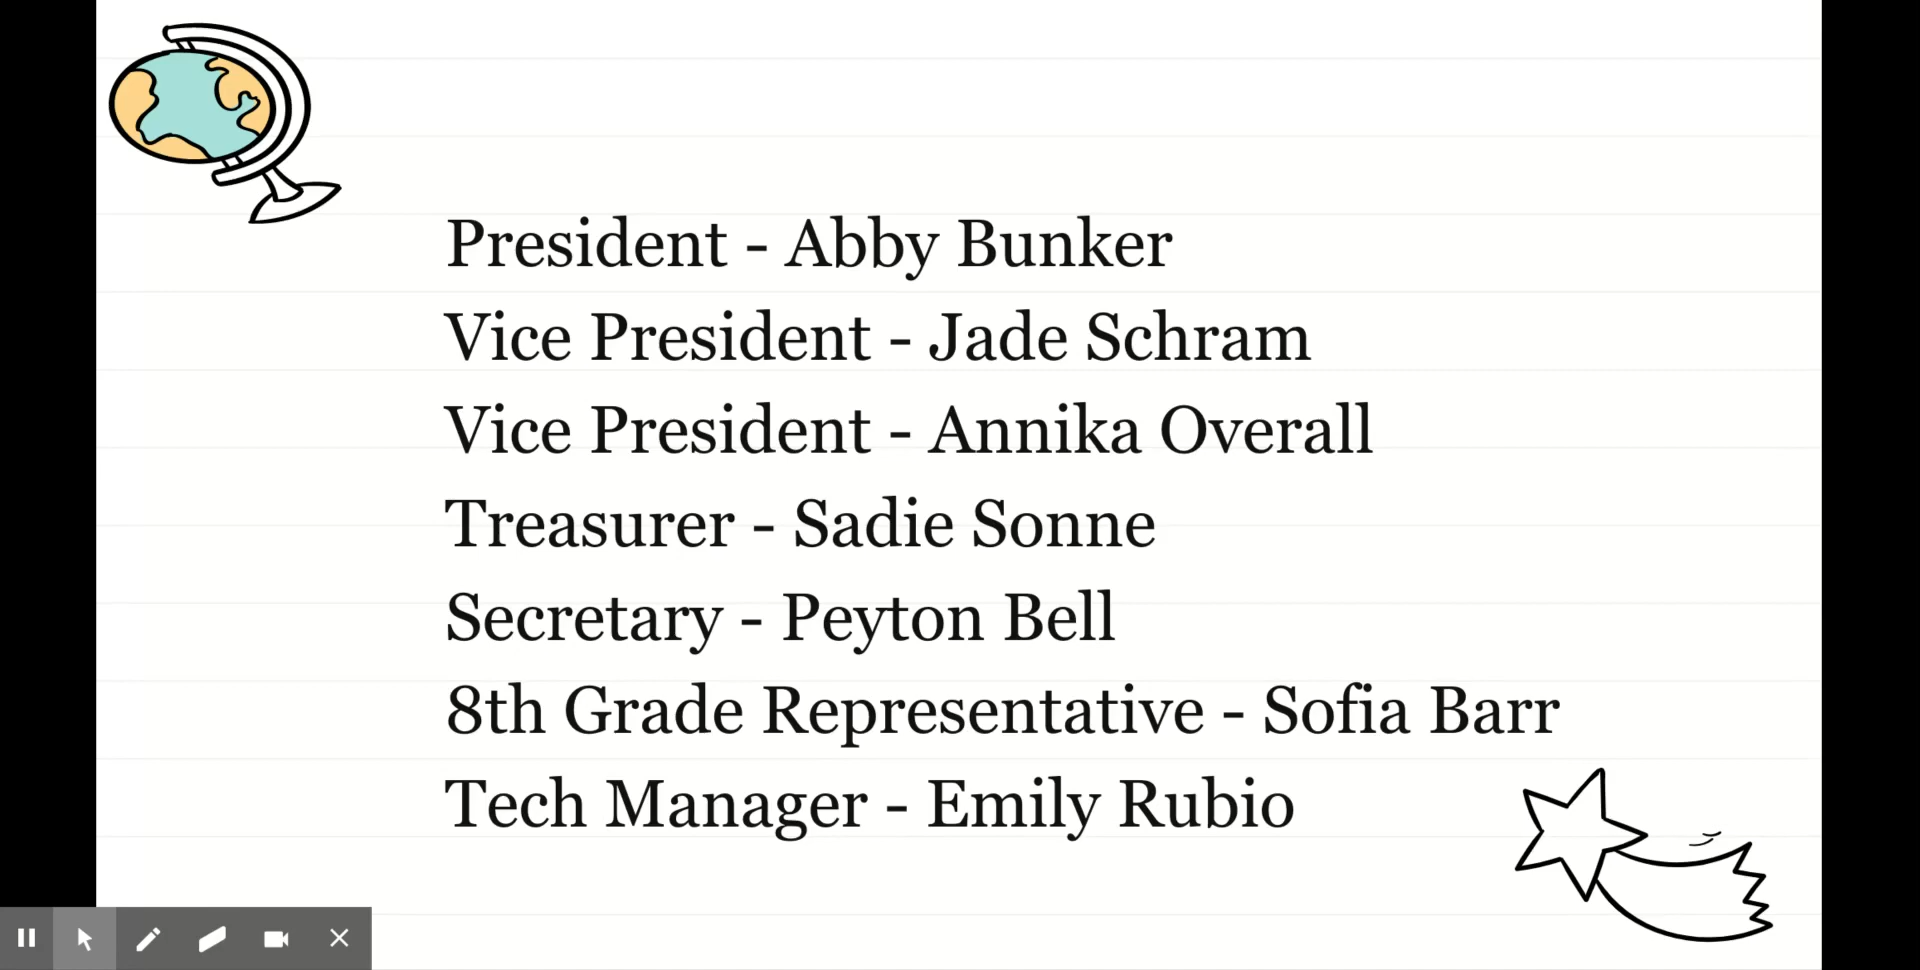 President - Abby Bunker
Vice President - Jade Schram
Vice President - Annika Overall
Treasurer - Sadie Sonne
Secretary - Peyton Bell
8th Grade Representative - Sofia Barr
Tech Manager - Emily Rubio